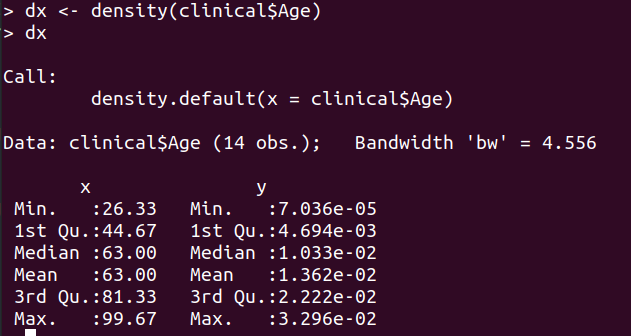 > dx <- density(clinical$Age)
> dx
Call:
        density.default(x = clinical$Age)
Data: clinical$Age (14 obs.);   Bandwidth 'bw' = 4.556
       x               y
 Min.   :26.33   Min.   :7.036e-05
 1st Qu.:44.67   1st Qu.:4.694e-03
 Median :63.00   Median :1.033e-02
 Mean   :63.00   Mean   :1.362e-02
 3rd Qu.:81.33   3rd Qu.:2.222e-02
 Max.   :99.67   Max.   :3.296e-02